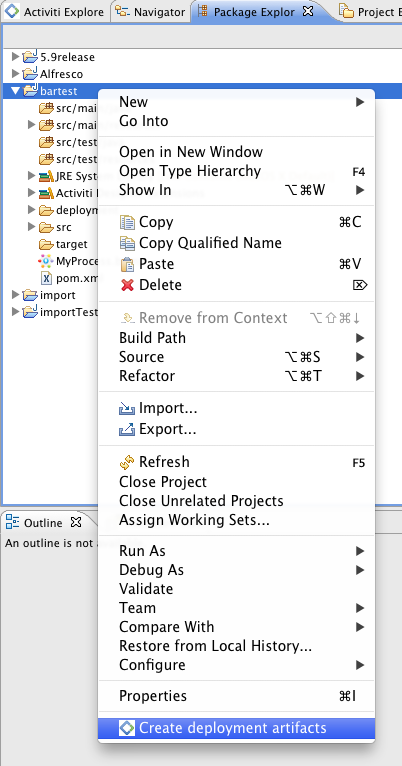 Activiti Explore
Navigator
Package Explor
Project E
5.9release
Alfresco
bartest
src/mai
src/mai
src/test
src/test
JRE Syst
Activiti
deploym
src
target
MyProce
pom.xm
import
importTest
New
Go Into
Open in New Window
Open Type Hierarchy F4
Show In ⌥⌘W
Copy ⌘C
Copy Qualified Name
Paste ⌘V
Delete ⌦
Remove from Context ⌥⇧⌘↓
Build Path
Source ⌥⌘S
Refactor ⌥⌘T
Import...
Export...
Refresh F5
Close Project
Close Unrelated Projects
Assign Working Sets...
Run As
Debug As
Validate
Team
Compare With
Restore from Local History...
Configure
Properties ⌘I
Create deployment artifacts
Outline
An outline is not